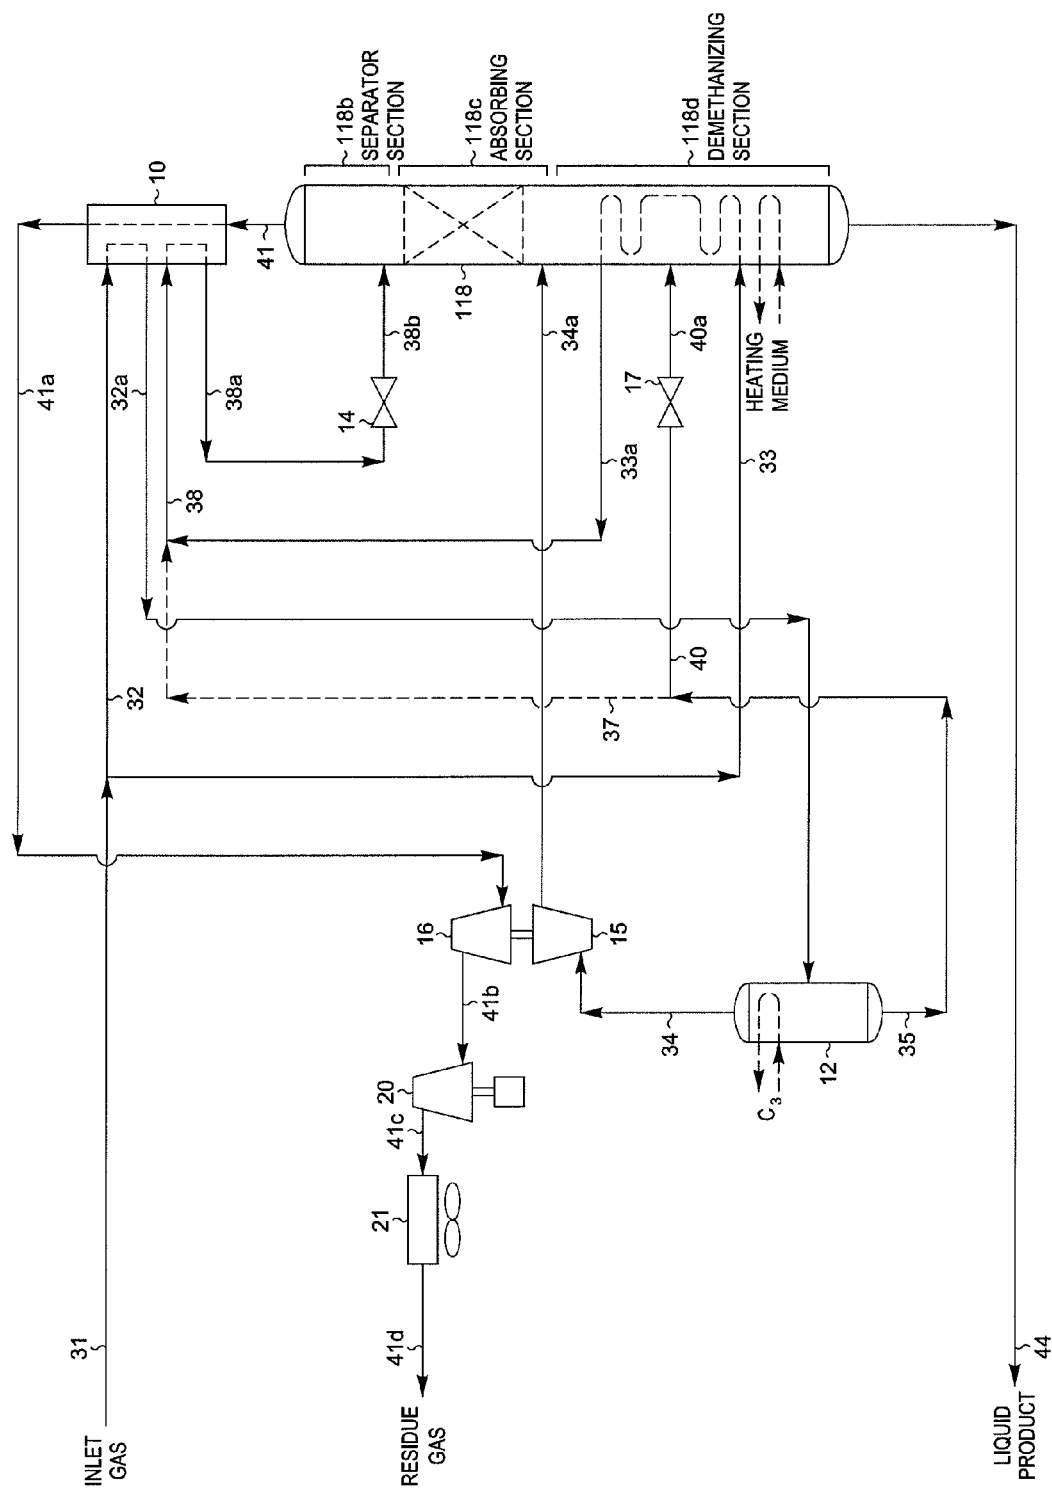 INLET
GAS
31
RESIDUE
GAS
41d
21
41c
20
41b
16
15
LIQUID
PRODUCT
44
C3
12
34
35
32
37
40
33
38
33a
41a
32a
38a
14
38b
17
40a
34a
HEATING
MEDIUM
10
41
118
118b
SEPARATOR
SECTION
118c
ABSORBING
SECTION
118d
DEMETHANIZING
SECTION